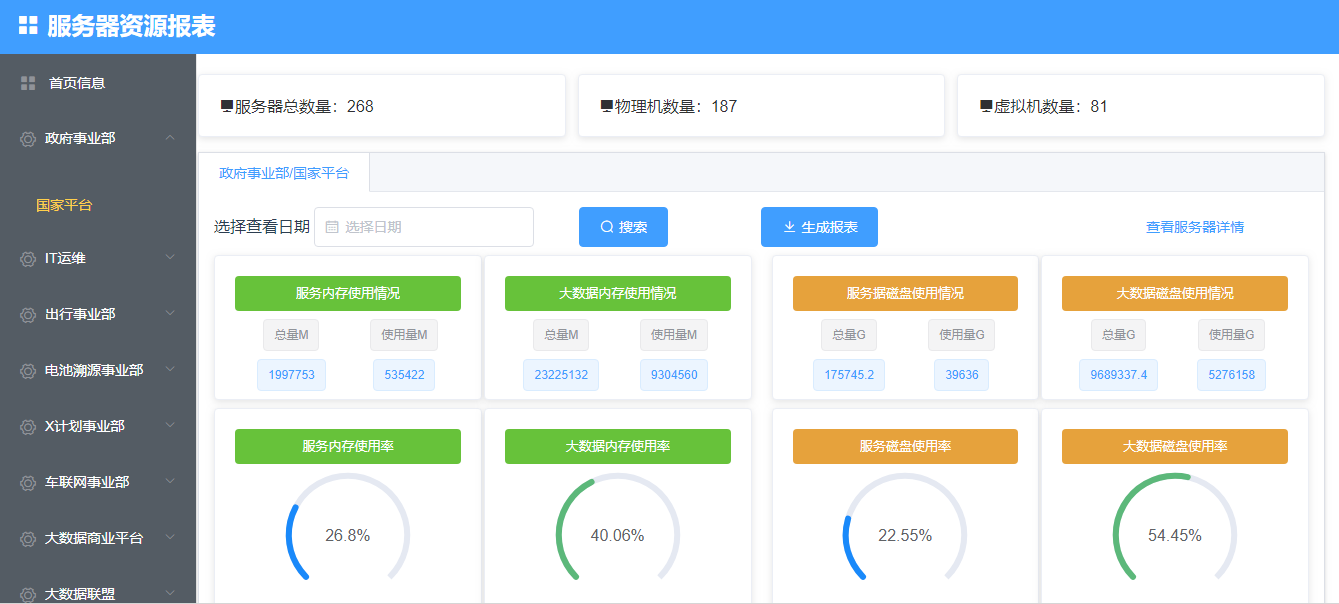 服务器资源报表
首页信息
政府事业部
国家平台
IT运维
出行事业部
电池溯源事业部
X计划事业部
车联网事业部
大数据商业平台
大数据联盟
服务器总数量：268
物理机数量：187
虚拟机数量：81
政府事业部/国家平台
选择查看日期 选择日期 搜索 生成报表 查看服务器详情
服务内存使用情况
总量M 使用量M
1997753 535422
大数据内存使用情况
总量M 使用量M
23225132 9304560
服务据磁盘使用情况
总量G 使用量G
175745.2 39636
大数据磁盘使用情况
总量G 使用量G
9689337.4 5276158
服务内存使用率
26.8%
大数据内存使用率
40.06%
服务磁盘使用率
22.55%
大数据磁盘使用率
54.45%